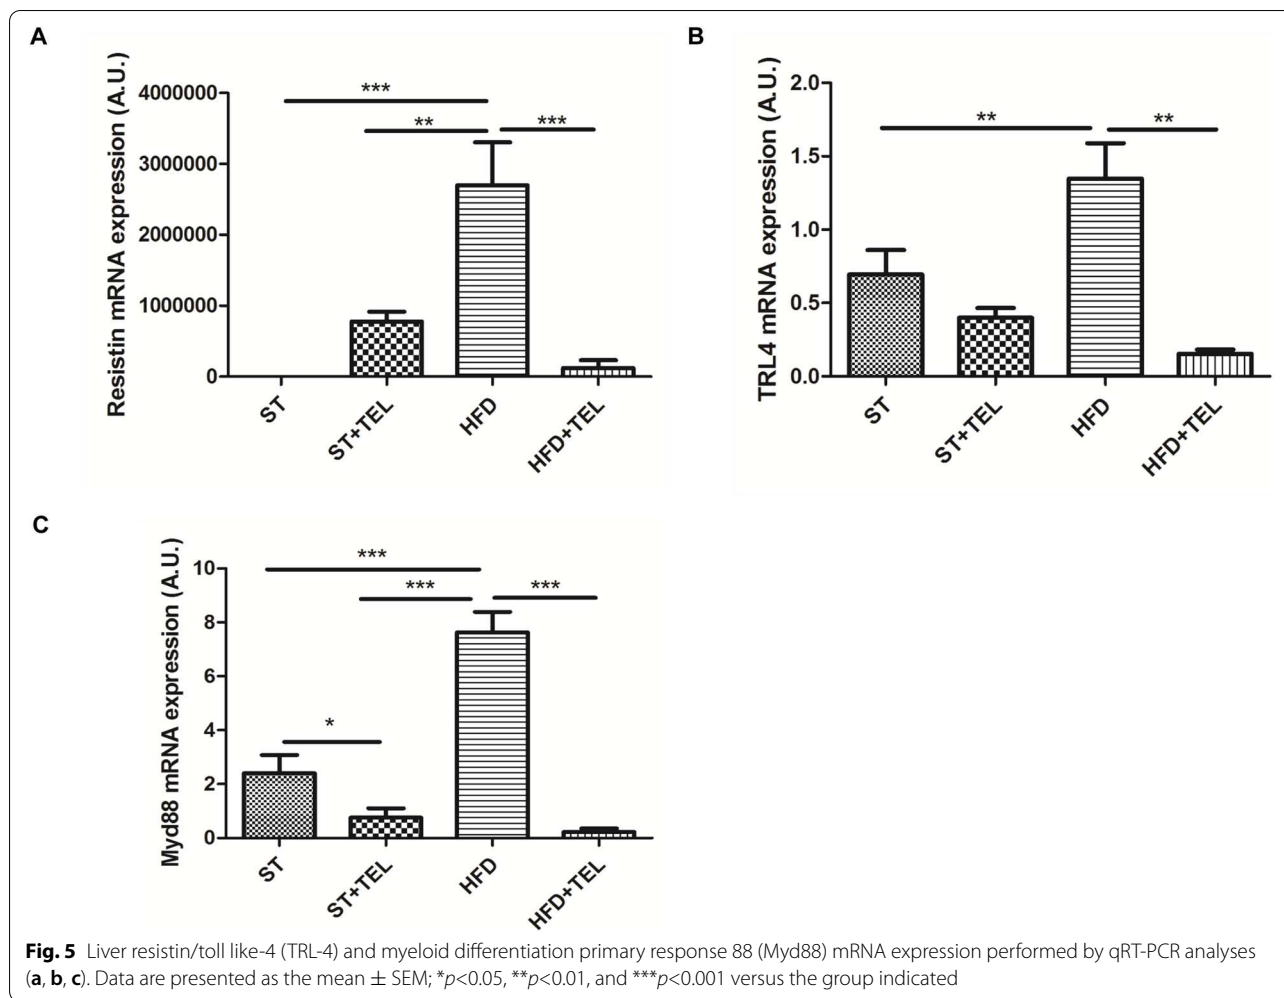 A
Resistin mRNA expression (A.U.)
4000000
3000000
2000000
1000000
0
***
**
***
ST
ST+TEL
HFD
HFD+TEL
B
TRL4 mRNA expression (A.U.)
2.0
1.5
1.0
0.5
0.0
**
**
ST
ST+TEL
HFD
HFD+TEL
C
Myd88 mRNA expression (A.U.)
10
8
6
4
2
0
***
***
***
*
ST
ST+TEL
HFD
HFD+TEL
Fig. 5 Liver resistin/toll like-4 (TRL-4) and myeloid differentiation primary response 88 (Myd88) mRNA expression performed by qRT-PCR analyses
(a, b, c). Data are presented as the mean ± SEM; *p<0.05, **p<0.01, and ***p<0.001 versus the group indicated